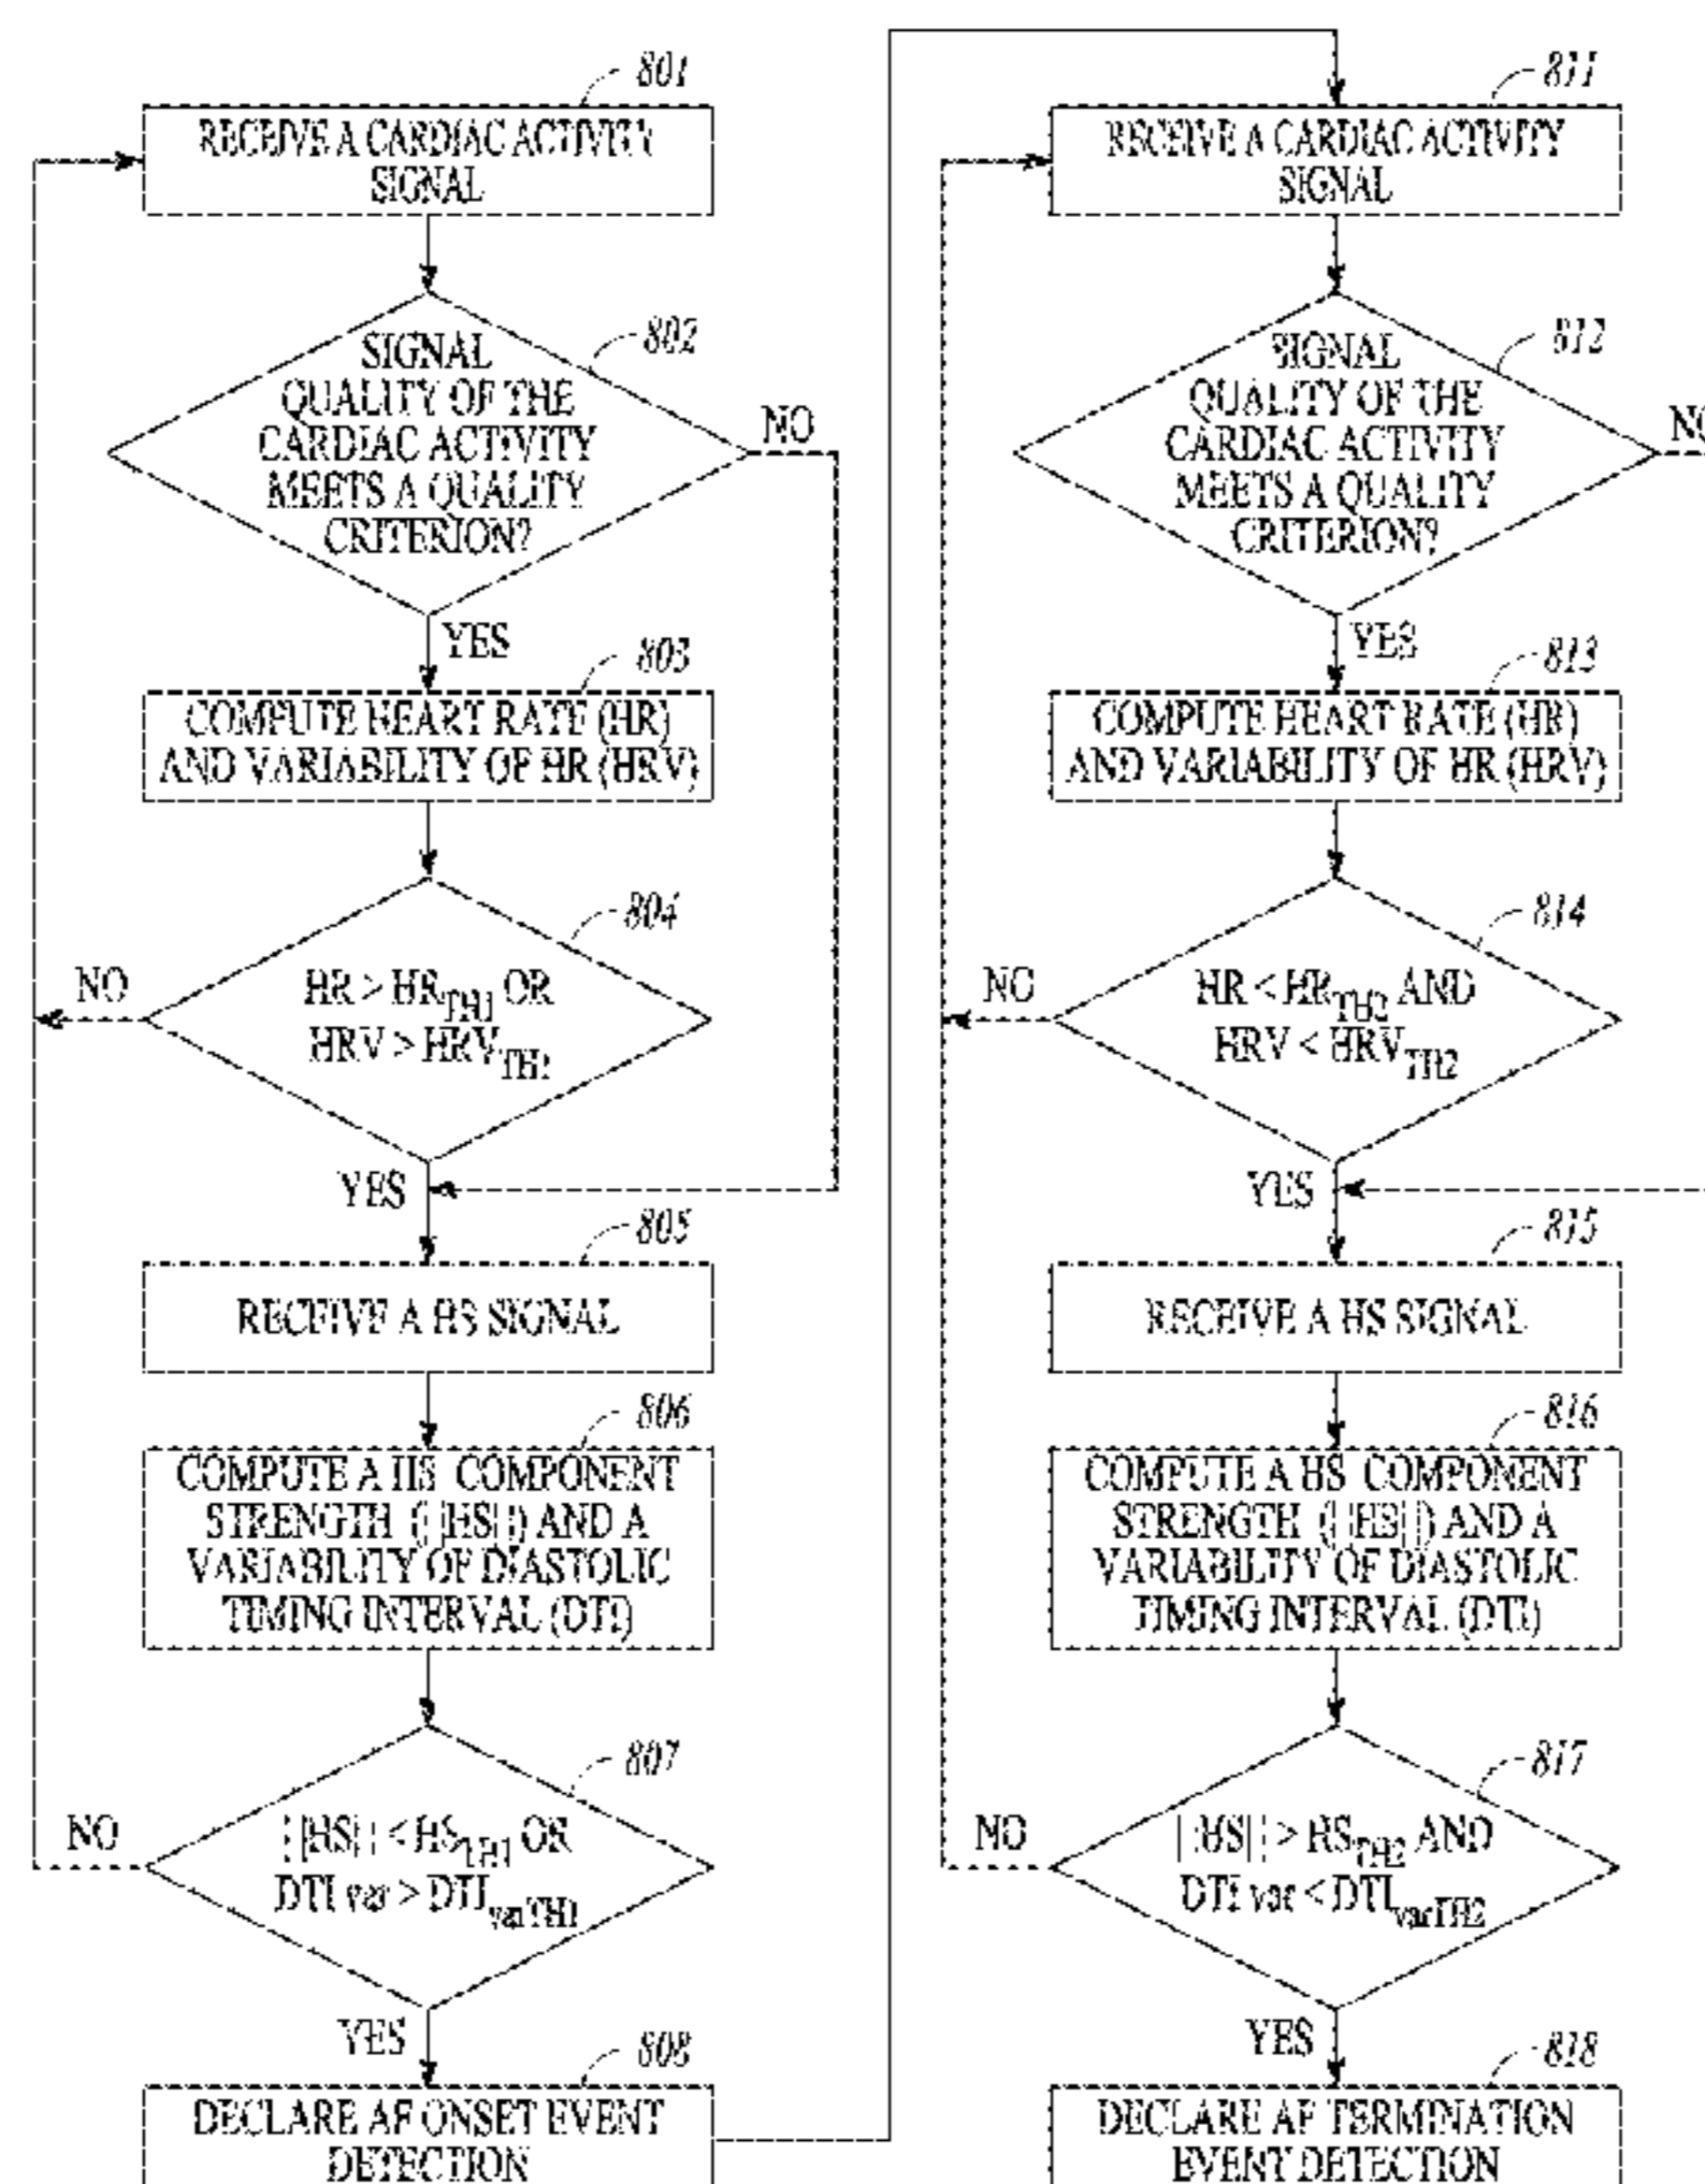 801
RECEIVE A CARDIAC ACTIVITY
SIGNAL
802
SIGNAL
QUALITY OF THE
CARDIAC ACTIVITY
MEETS A QUALITY
CRITERION?
NO
YES
803
COMPUTE HEART RATE (HR)
AND VARIABILITY OF HR (HRV)
804
HR > HR_TH1 OR
HRV > HRV_TH1
NO
YES
805
RECEIVE A HS SIGNAL
806
COMPUTE A HS COMPONENT
STRENGTH (||HS||) AND A
VARIABILITY OF DIASTOLIC
TIMING INTERVAL (DTI)
807
||HS|| < HS_TH1 OR
DTI var > DTI_varTH1
NO
YES
808
DECLARE AF ONSET EVENT
DETECTION
811
RECEIVE A CARDIAC ACTIVITY
SIGNAL
812
SIGNAL
QUALITY OF THE
CARDIAC ACTIVITY
MEETS A QUALITY
CRITERION?
NO
YES
813
COMPUTE HEART RATE (HR)
AND VARIABILITY OF HR (HRV)
814
HR < HR_TH2 AND
HRV < HRV_TH2
NO
YES
815
RECEIVE A HS SIGNAL
816
COMPUTE A HS COMPONENT
STRENGTH (||HS||) AND A
VARIABILITY OF DIASTOLIC
TIMING INTERVAL (DTI)
817
||HS|| > HS_TH2 AND
DTI var < DTI_varTH2
NO
YES
818
DECLARE AF TERMINATION
EVENT DETECTION